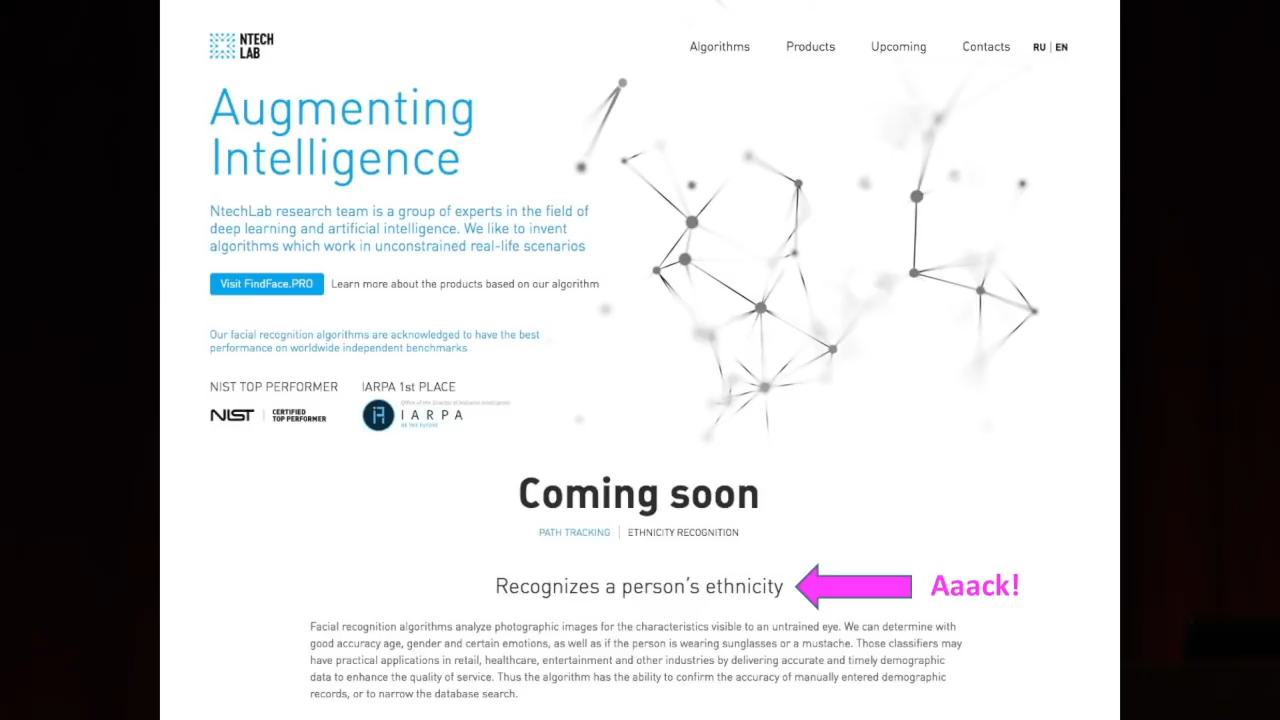 NTECH
LAB
Algorithms Products Upcoming Contacts RU | EN
Augmenting
Intelligence
NtechLab research team is a group of experts in the field of
deep learning and artificial intelligence. We like to invent
algorithms which work in unconstrained real-life scenarios
Visit FindFace.PRO Learn more about the products based on our algorithm
Our facial recognition algorithms are acknowledged to have the best
performance on worldwide independent benchmarks
NIST TOP PERFORMER IARPA 1st PLACE
NIST | CERTIFIED
TOP PERFORMER
IARPA
BE THE FUTURE
Coming soon
PATH TRACKING | ETHNICITY RECOGNITION
Recognizes a person's ethnicity Aaack!
Facial recognition algorithms analyze photographic images for the characteristics visible to an untrained eye. We can determine with
good accuracy age, gender and certain emotions, as well as if the person is wearing sunglasses or a mustache. Those classifiers may
have practical applications in retail, healthcare, entertainment and other industries by delivering accurate and timely demographic
data to enhance the quality of service. Thus the algorithm has the ability to confirm the accuracy of manually entered demographic
records, or to narrow the database search.